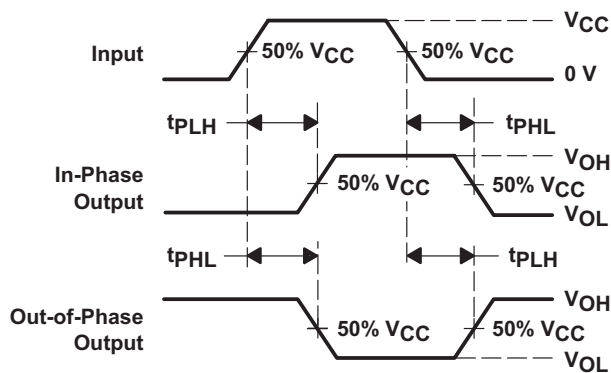 VCC
Input
50% VCC
50% VCC
0 V
tPLH
tPHL
VOH
In-Phase
Output
50% VCC
50% VCC
VOL
tPHL
tPLH
VOH
Out-of-Phase
Output
50% VCC
50% VCC
VOL